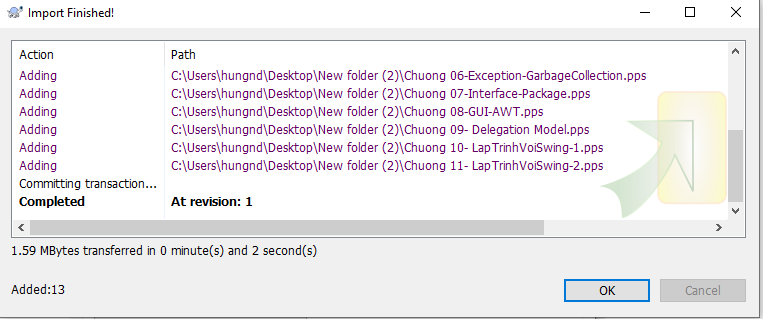 Import Finished!
Action Path
Adding C:\Users\hungnd\Desktop\New folder (2)\Chuong 06-Exception-GarbageCollection.pps
Adding C:\Users\hungnd\Desktop\New folder (2)\Chuong 07-Interface-Package.pps
Adding C:\Users\hungnd\Desktop\New folder (2)\Chuong 08-GUI-AWT.pps
Adding C:\Users\hungnd\Desktop\New folder (2)\Chuong 09- Delegation Model.pps
Adding C:\Users\hungnd\Desktop\New folder (2)\Chuong 10- LapTrinhVoiSwing-1.pps
Adding C:\Users\hungnd\Desktop\New folder (2)\Chuong 11- LapTrinhVoiSwing-2.pps
Committing transaction...
Completed At revision: 1
1.59 MBytes transferred in 0 minute(s) and 2 second(s)
Added:13 OK Cancel